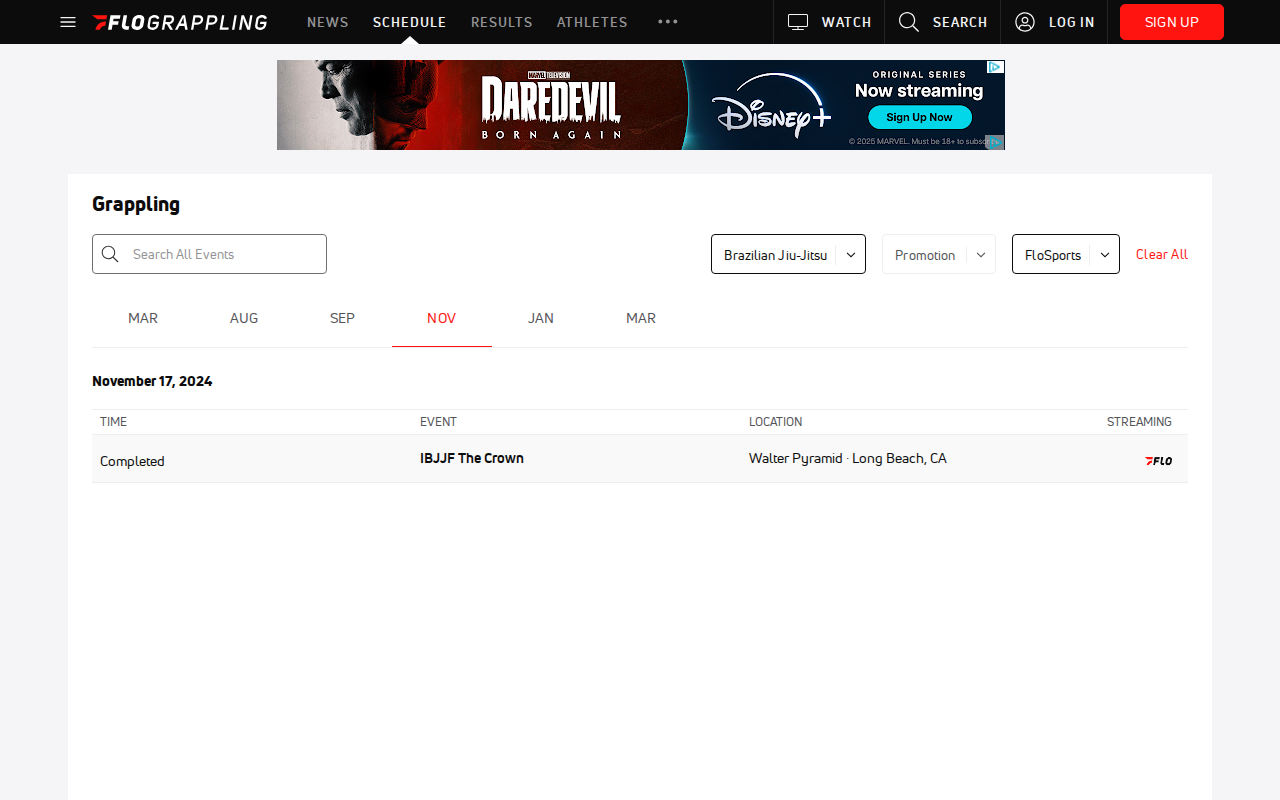 FLOGRAPPLING NEWS SCHEDULE RESULTS ATHLETES WATCH SEARCH LOG IN SIGN UP
MARVEL TELEVISION
DAREDEVIL
BORN AGAIN
Disney+
ORIGINAL SERIES
Now streaming
Sign Up Now
© 2025 MARVEL. Must be 18+ to
Grappling
Search All Events Brazilian Jiu-Jitsu Promotion FloSports Clear All
MAR AUG SEP NOV JAN MAR
November 17, 2024
TIME EVENT LOCATION STREAMING
Completed IBJJF The Crown Walter Pyramid · Long Beach, CA FLO